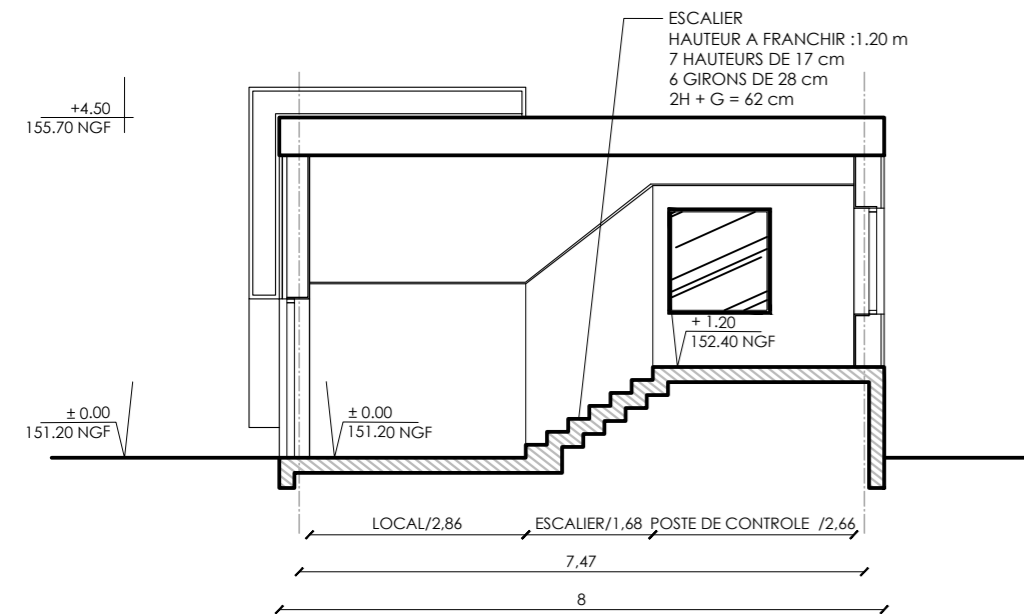 ESCALIER
HAUTEUR A FRANCHIR :1.20 m
7 HAUTEURS DE 17 cm
6 GIRONS DE 28 cm
2H + G = 62 cm
+4.50
155.70 NGF
+ 1.20
152.40 NGF
± 0.00
151.20 NGF
± 0.00
151.20 NGF
LOCAL/2,86
ESCALIER/1,68
POSTE DE CONTROLE /2,66
7,47
8